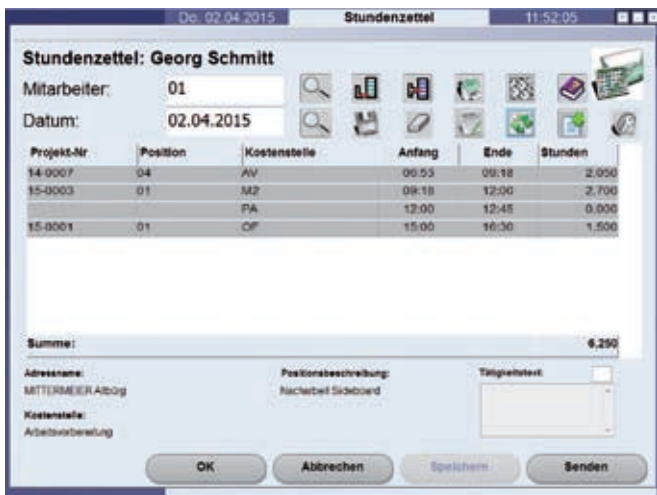 Do. 02.04.2015 Stundenzettel 11:52:05
Stundenzettel: Georg Schmitt
Mitarbeiter: 01
Datum: 02.04.2015
Projekt-Nr Position Kostenstelle Anfang Ende Stunden
14-0007 04 AV 06:53 09:18 2,050
15-0003 01 M2 09:18 12:00 2,700
PA 12:00 12:45 0,000
15-0001 01 OF 15:00 16:30 1,500
Summe: 6,250
Adressname: Positionsbeschreibung: Tätigkeitstext:
MITTERMEIER Nacharbeit Sideboard
Kostenstelle:
Arbeitsvorbereitung
OK Abbrechen Speichern Senden